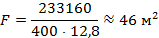 F = 233160 / (400 · 12,8) ≈ 46 м²